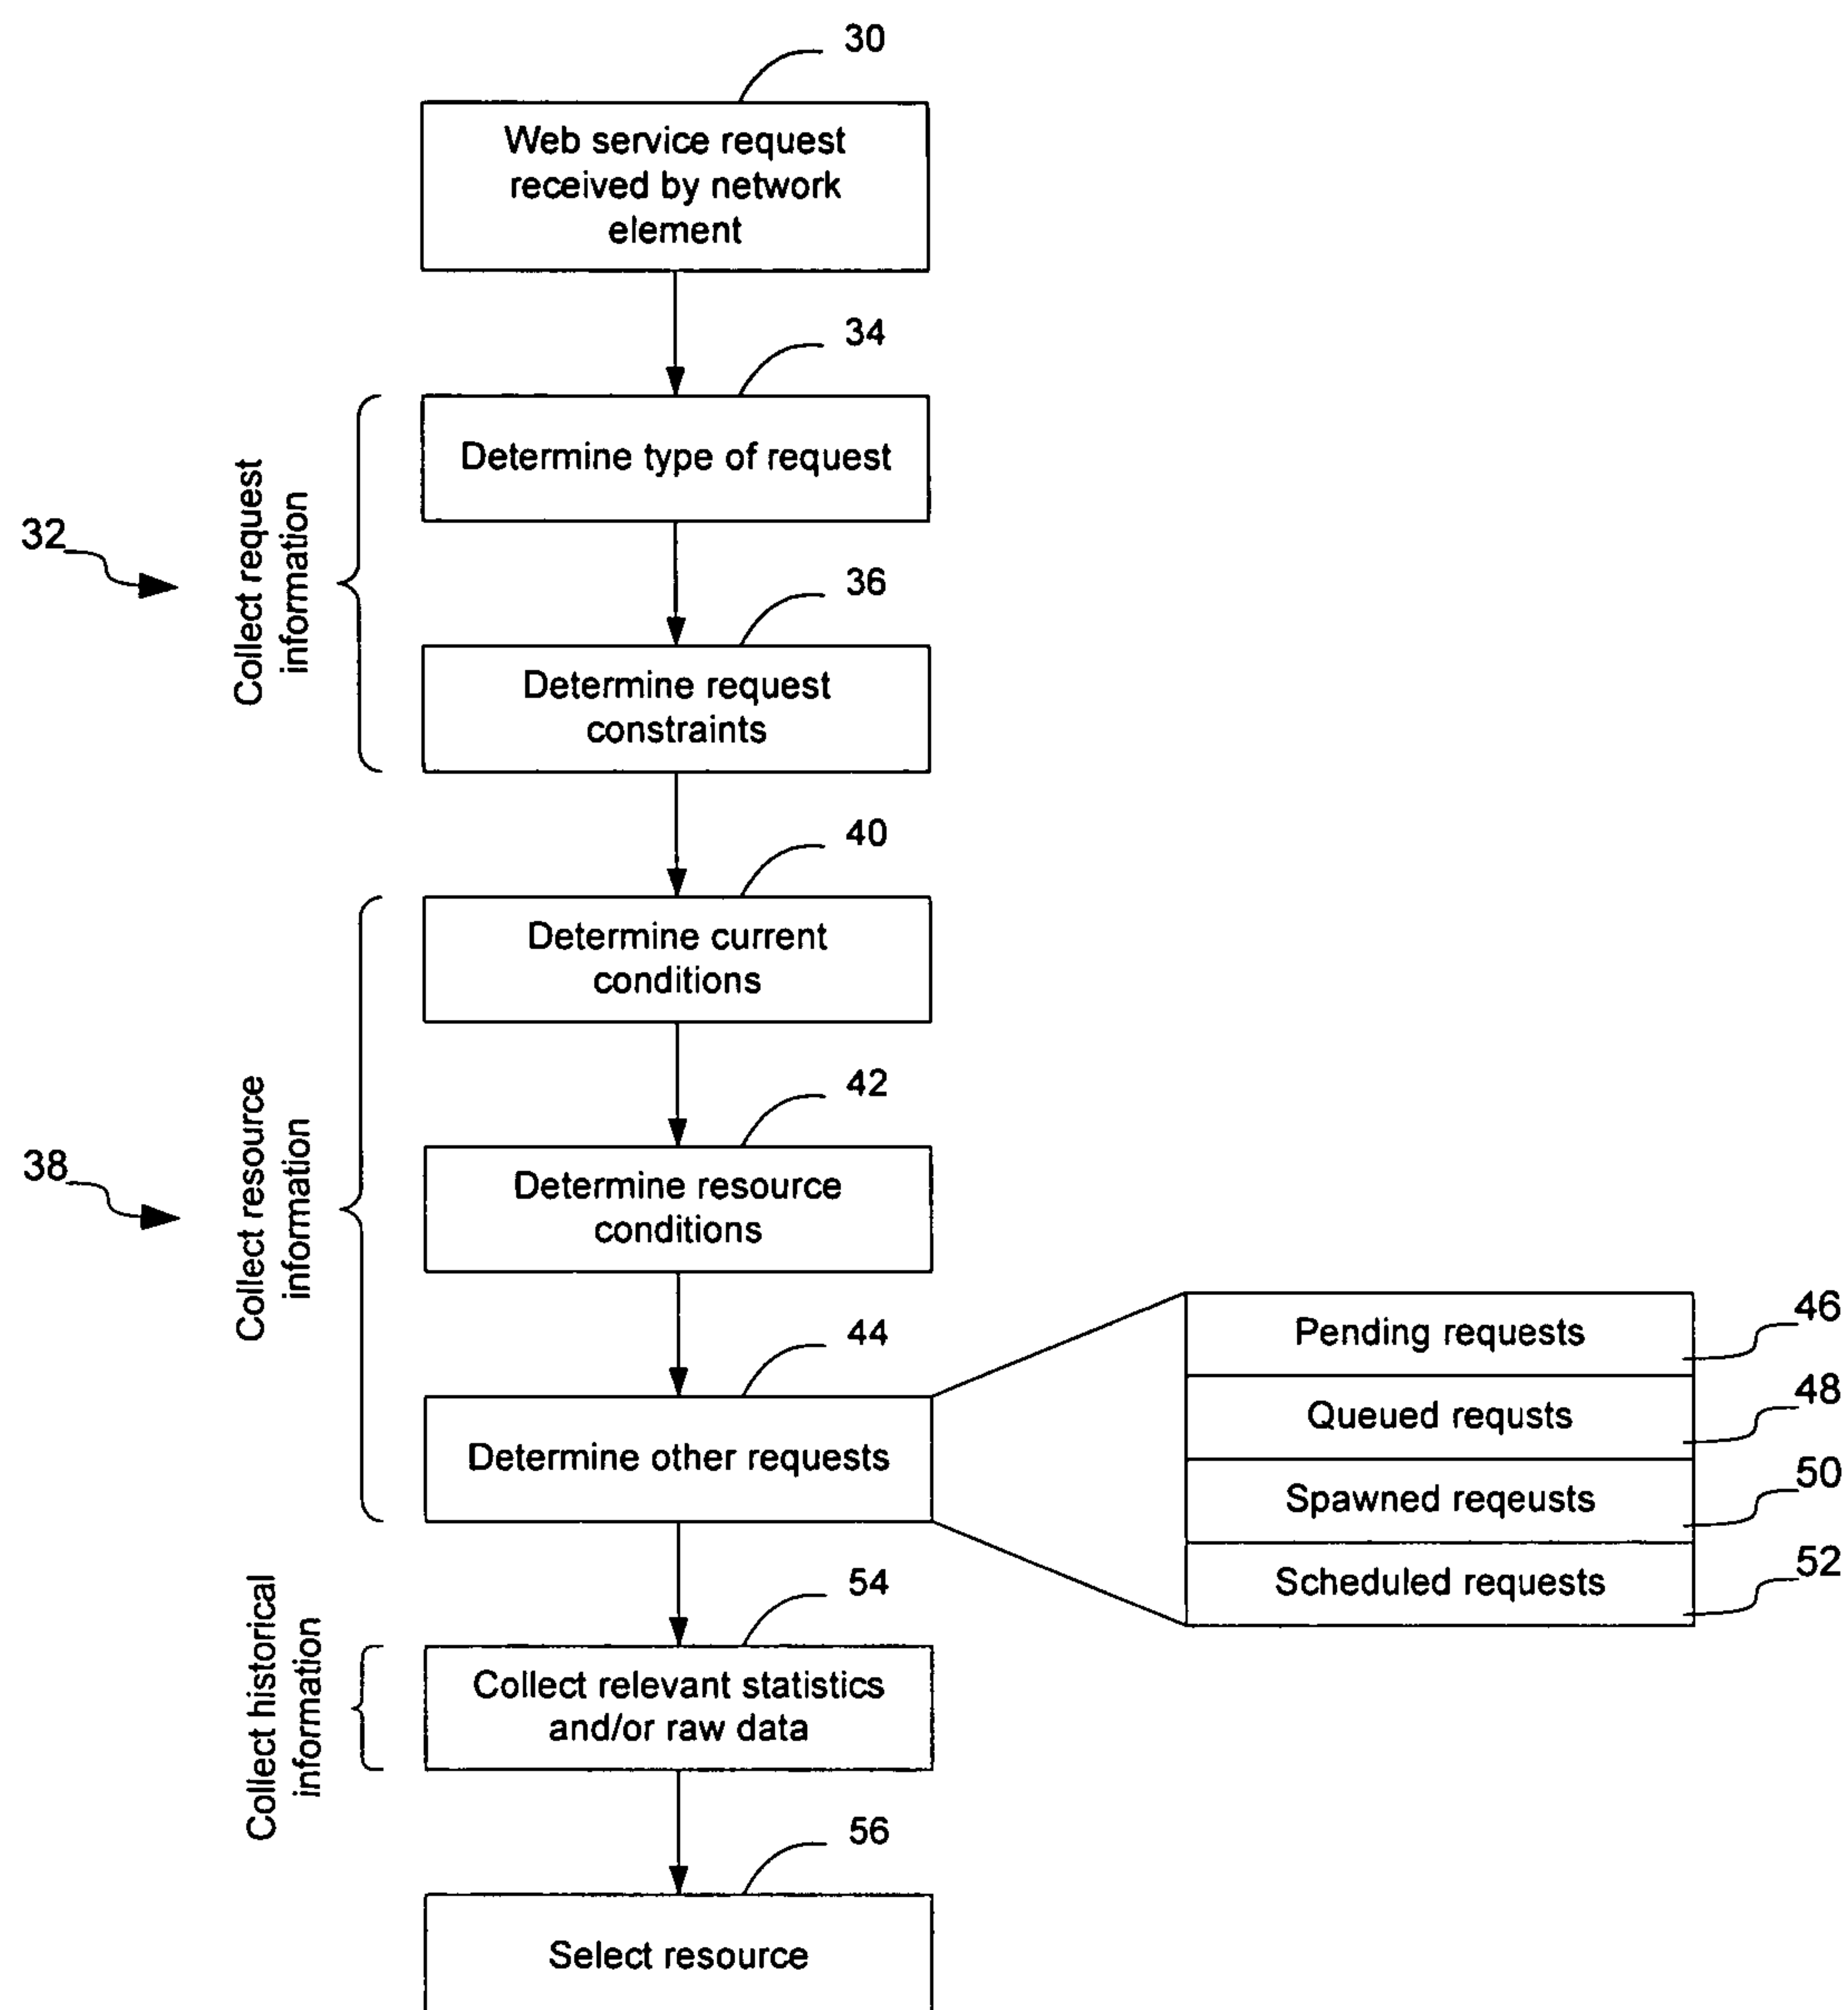 30
Web service request
received by network
element
34
Determine type of request
32
Collect request
information
36
Determine request
constraints
40
Determine current
conditions
42
Determine resource
conditions
38
Collect resource
information
44
Determine other requests
Pending requests
46
Queued requsts
48
Spawned reqeusts
50
Scheduled requests
52
54
Collect historical
information
Collect relevant statistics
and/or raw data
56
Select resource